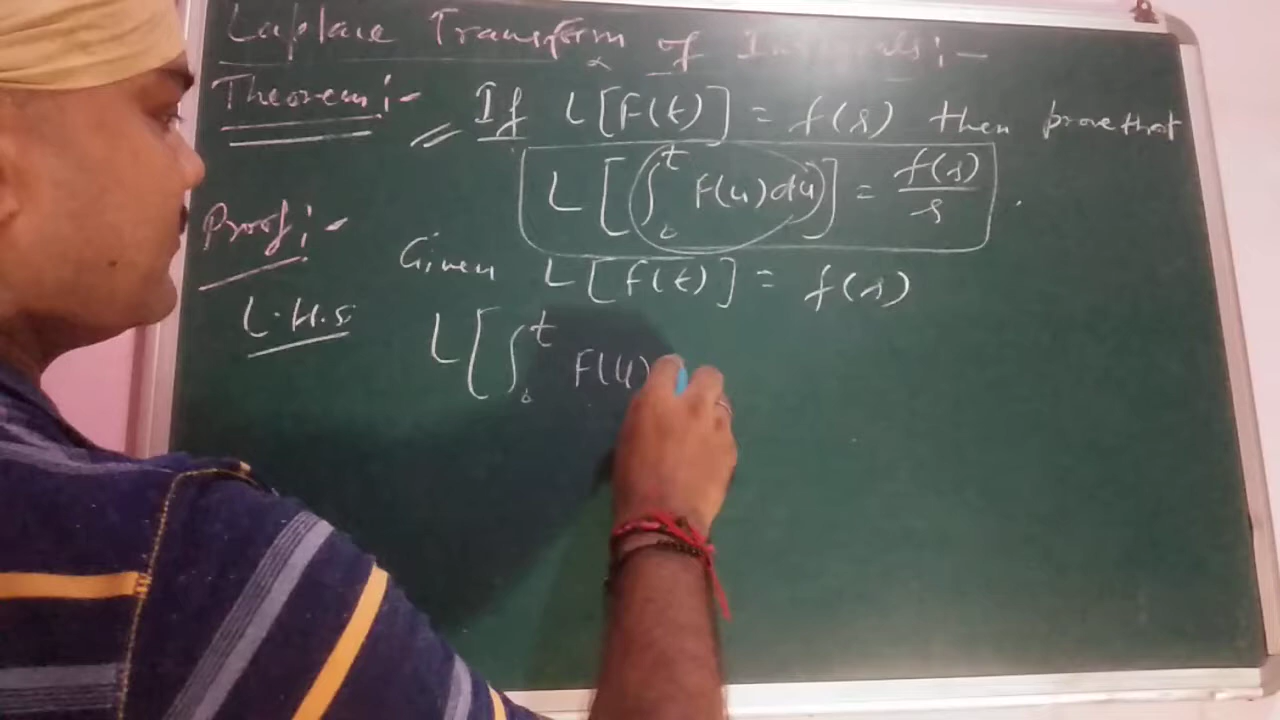 Laplace Transform of Integrals:-
Theorem:- If L[F(t)] = f(s) then prove that
L[∫₀ᵗ F(u)du] = f(s)/s .
Proof:- Given L[F(t)] = f(s)
L.H.S L[∫₀ᵗ F(u)